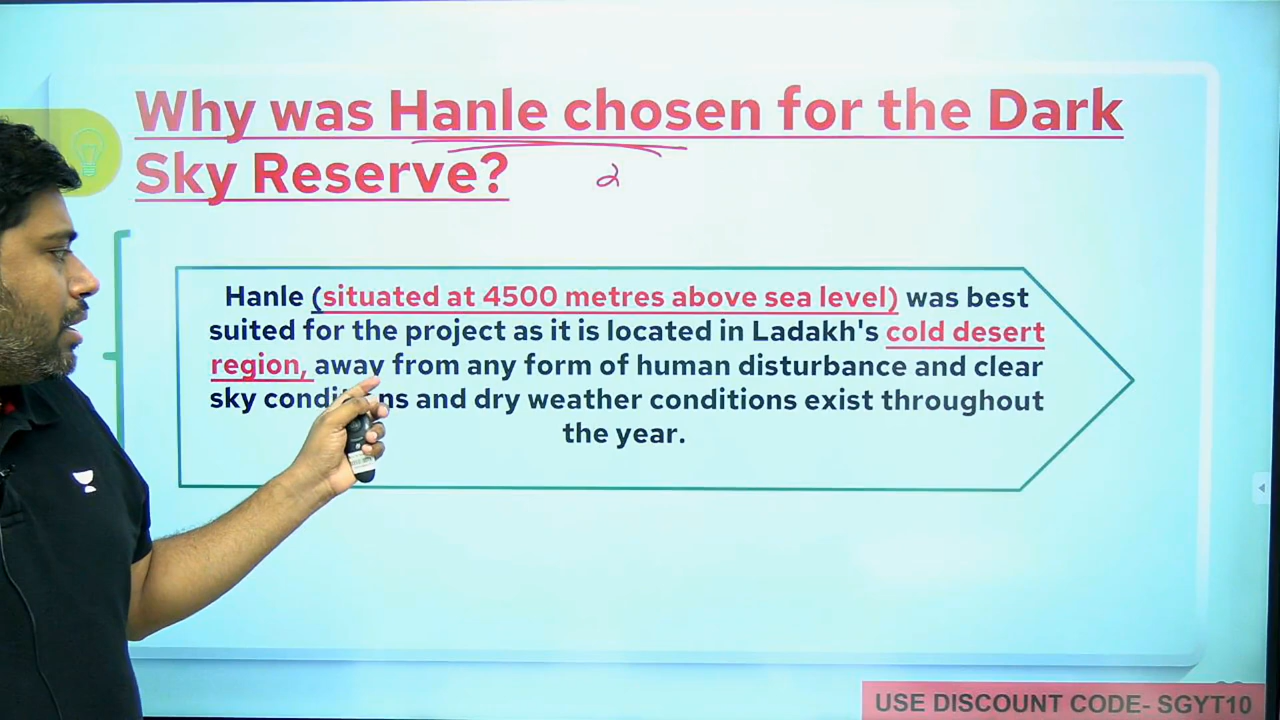 Why was Hanle chosen for the Dark
Sky Reserve?
2
Hanle (situated at 4500 metres above sea level) was best
suited for the project as it is located in Ladakh's cold desert
region, away from any form of human disturbance and clear
sky conditions and dry weather conditions exist throughout
the year.
USE DISCOUNT CODE- SGYT10